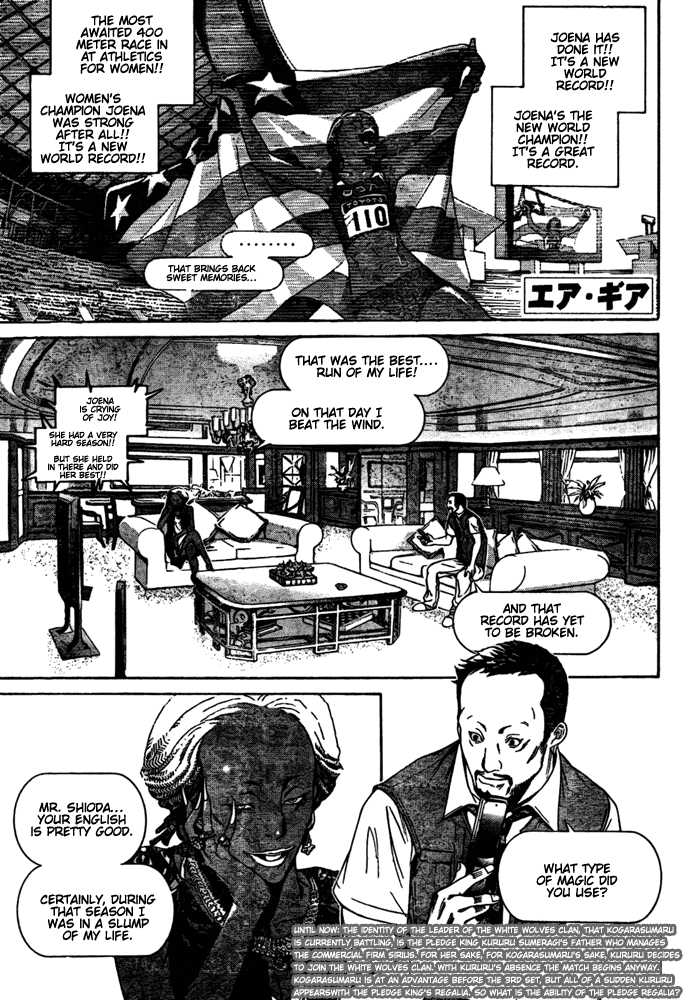 THE MOST
AWAITED 400
METER RACE IN
AT ATHLETICS
FOR WOMEN!!
WOMEN'S
CHAMPION JOENA
WAS STRONG
AFTER ALL!!
IT'S A NEW
WORLD RECORD!!
JOENA HAS
DONE IT!!
IT'S A NEW
WORLD
RECORD!!
JOENA'S THE
NEW WORLD
CHAMPION!!
IT'S A GREAT
RECORD.
USA
TOYOTA
110
.........
THAT BRINGS BACK
SWEET MEMORIES...
エア・ギア
JOENA
IS CRYING
OF JOY!
SHE HAD A VERY
HARD SEASON!!
BUT SHE HELD
IN THERE AND DID
HER BEST!!
THAT WAS THE BEST....
RUN OF MY LIFE!
ON THAT DAY I
BEAT THE WIND.
AND THAT
RECORD HAS YET
TO BE BROKEN.
MR. SHIODA...
YOUR ENGLISH
IS PRETTY GOOD.
CERTAINLY, DURING
THAT SEASON I
WAS IN A SLUMP
OF MY LIFE.
WHAT TYPE
OF MAGIC DID
YOU USE?
UNTIL NOW: THE IDENTITY OF THE LEADER OF THE WHITE WOLVES CLAN, THAT KOGARASUMARU
IS CURRENTLY BATTLING, IS THE PLEDGE KING KURURU SUMERAGI'S FATHER WHO MANAGES
THE COMMERCIAL FIRM SIRIUS. FOR HER SAKE, FOR KOGARASUMARU'S SAKE, KURURU DECIDES
TO JOIN THE WHITE WOLVES CLAN. WITH KURURU'S ABSENCE THE MATCH BEGINS ANYWAY.
KOGARASUMARU IS AT AN ADVANTAGE BEFORE THE 3RD SET, BUT ALL OF A SUDDEN KURURU
APPEARSWITH THE PLEDGE KING'S REGALIA. SO WHAT IS THE ABILITY OF THE PLEDGE REGALIA?